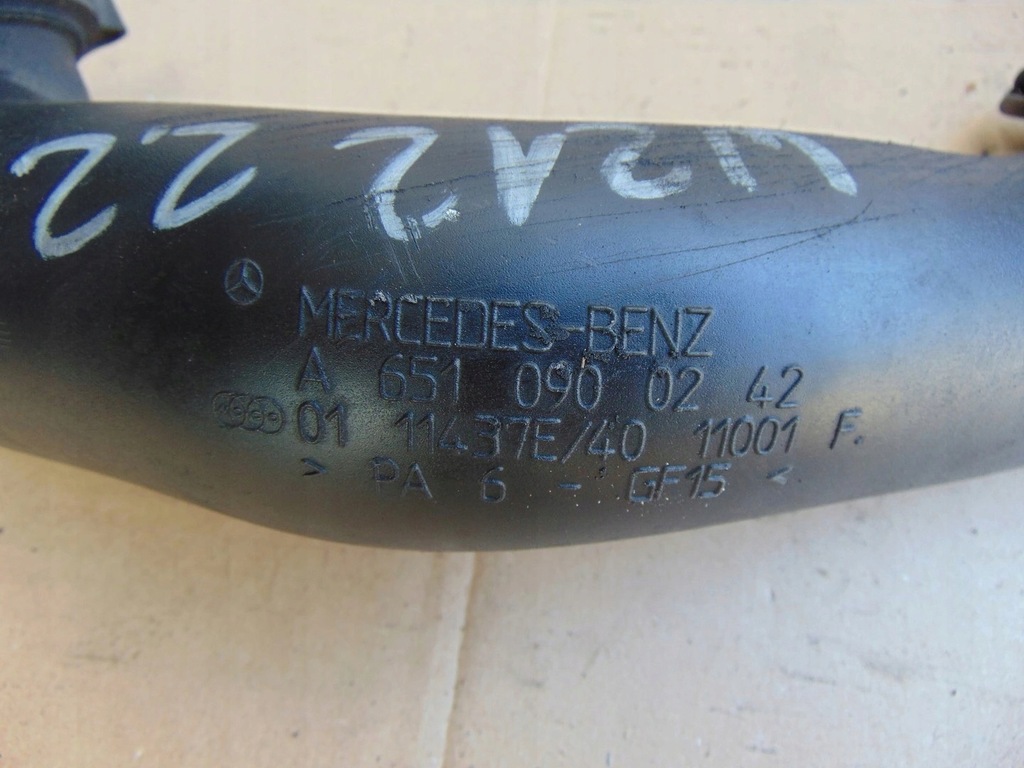 W212 2.2
MERCEDES-BENZ
A 651 090 02 42
01 11437E/40 11001 F.
> PA 6 - GF15 <